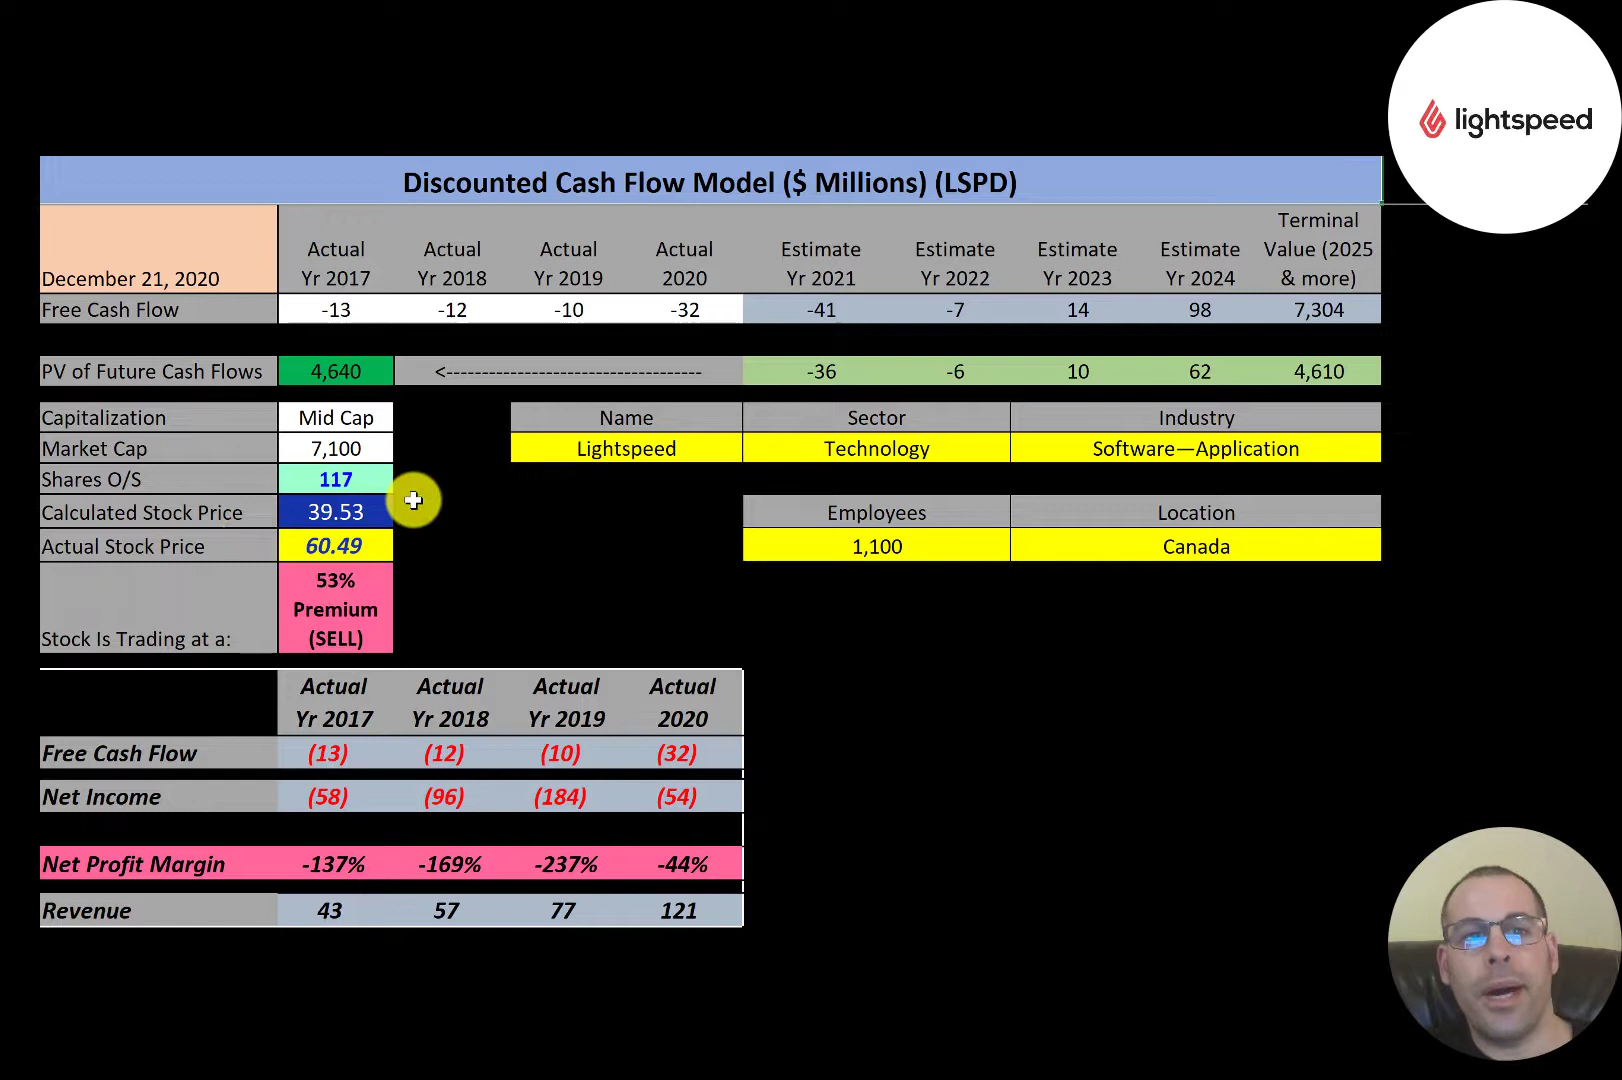 lightspeed
Discounted Cash Flow Model ($ Millions) (LSPD)
December 21, 2020 Actual Yr 2017 Actual Yr 2018 Actual Yr 2019 Actual 2020 Estimate Yr 2021 Estimate Yr 2022 Estimate Yr 2023 Estimate Yr 2024 Terminal Value (2025 & more)
Free Cash Flow -13 -12 -10 -32 -41 -7 14 98 7,304
PV of Future Cash Flows 4,640 <------------------------------------- -36 -6 10 62 4,610
Capitalization Mid Cap Name Sector Industry
Market Cap 7,100 Lightspeed Technology Software—Application
Shares O/S 117
Calculated Stock Price 39.53 Employees Location
Actual Stock Price 60.49 1,100 Canada
Stock Is Trading at a: 53% Premium (SELL)
Actual Yr 2017 Actual Yr 2018 Actual Yr 2019 Actual 2020
Free Cash Flow (13) (12) (10) (32)
Net Income (58) (96) (184) (54)
Net Profit Margin -137% -169% -237% -44%
Revenue 43 57 77 121